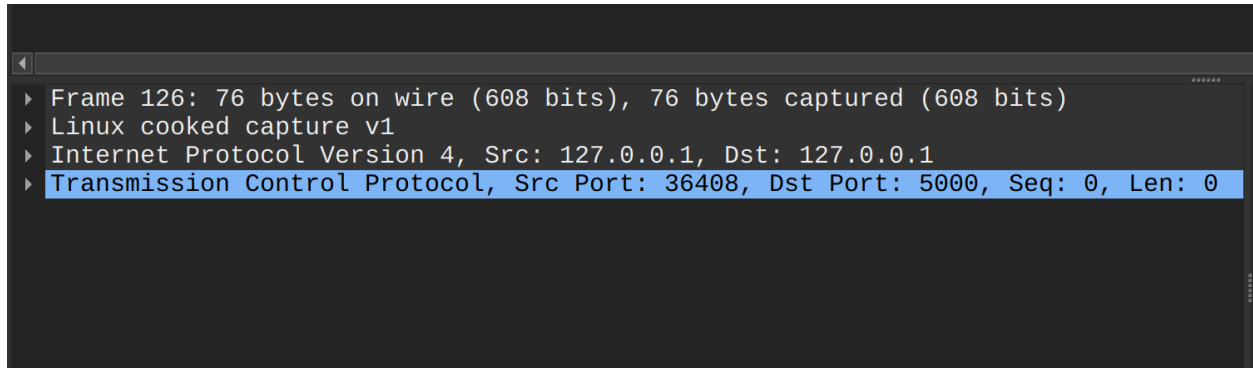 Frame 126: 76 bytes on wire (608 bits), 76 bytes captured (608 bits)
Linux cooked capture v1
Internet Protocol Version 4, Src: 127.0.0.1, Dst: 127.0.0.1
Transmission Control Protocol, Src Port: 36408, Dst Port: 5000, Seq: 0, Len: 0